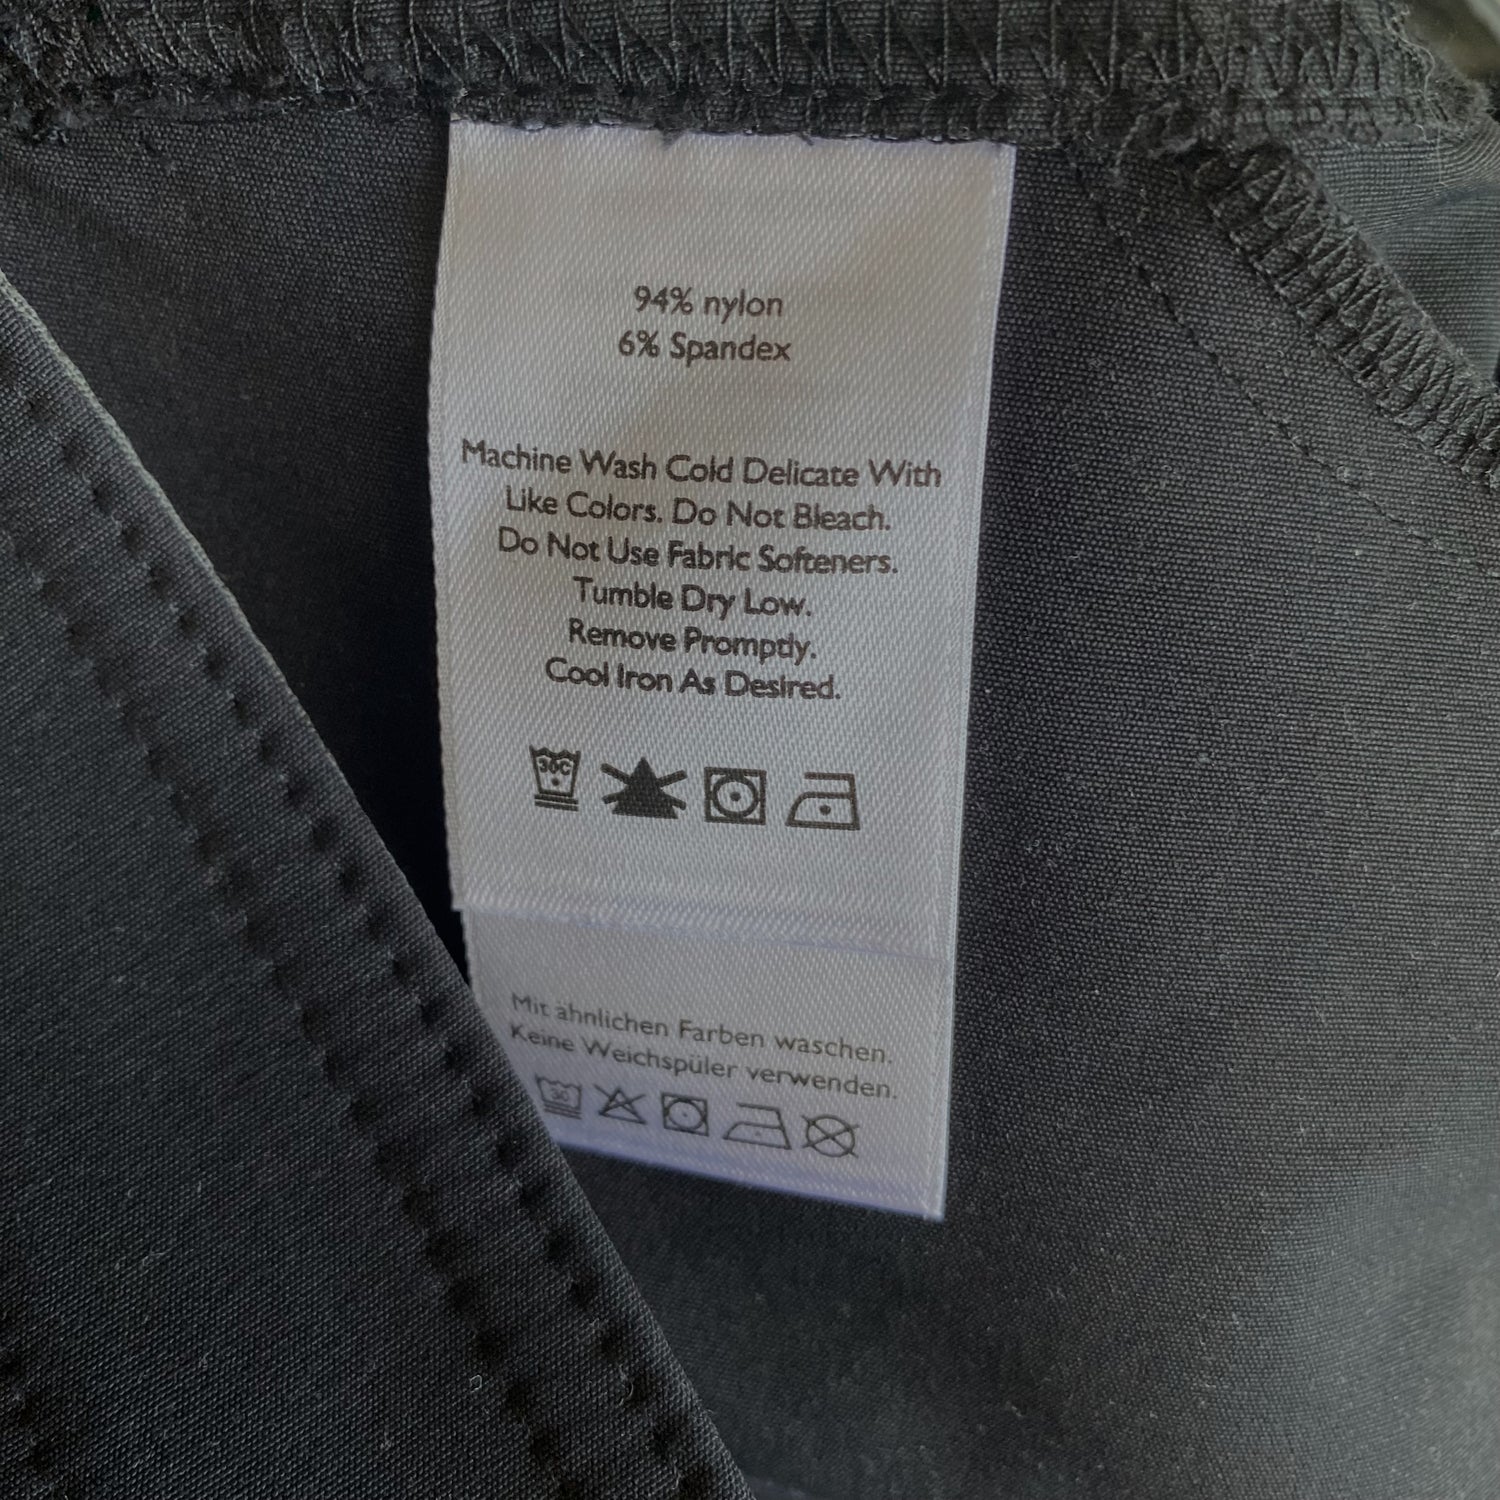 94% nylon
6% Spandex
Machine Wash Cold Delicate With
Like Colors. Do Not Bleach.
Do Not Use Fabric Softeners.
Tumble Dry Low.
Remove Promptly.
Cool Iron As Desired.
30C
Mit ähnlichen Farben waschen.
Keine Weichspüler verwenden.
30